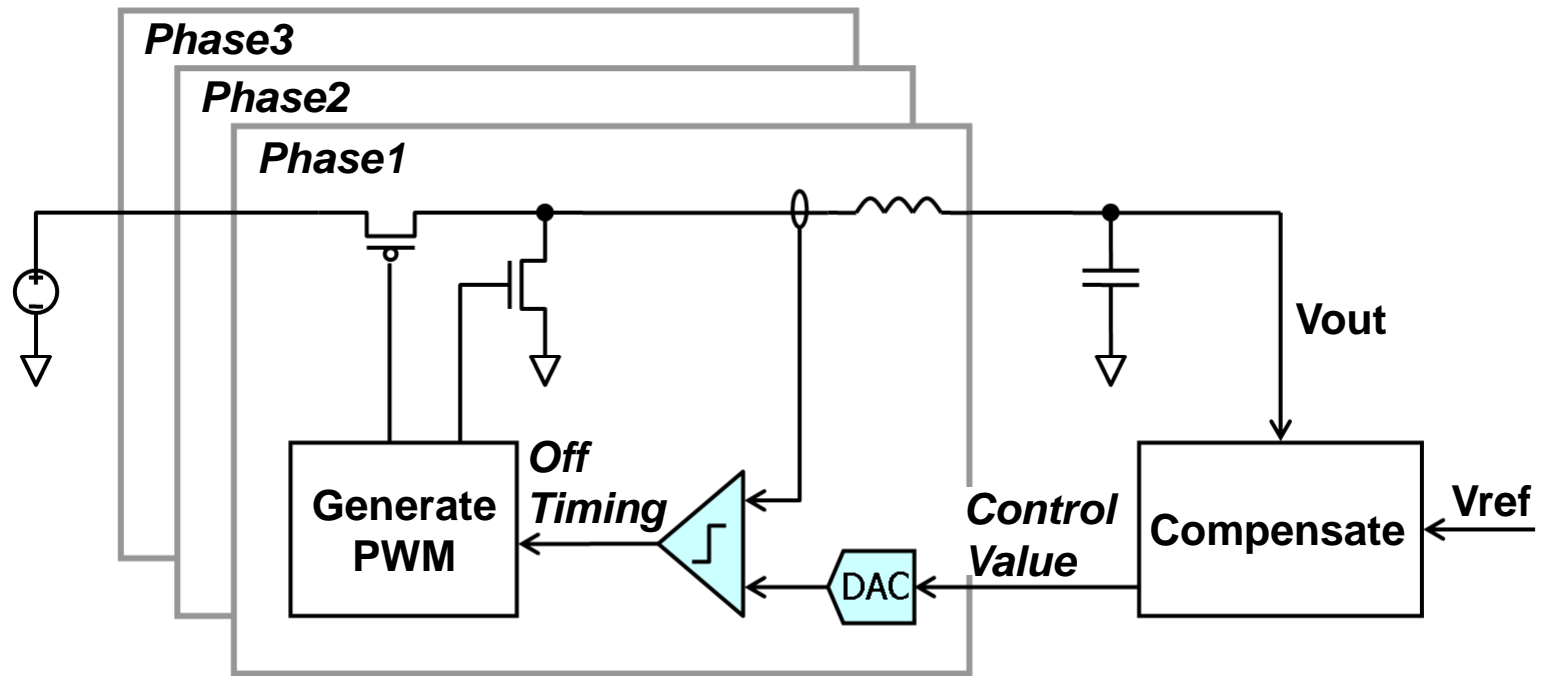 Phase3
Phase2
Phase1
Vout
Off
Timing
Generate
PWM
Control
Value
DAC
Compensate
Vref